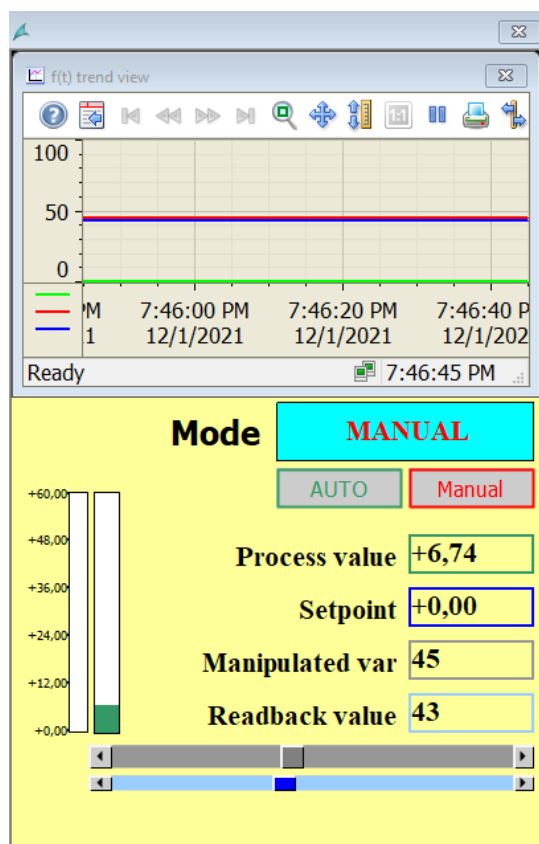 f(t) trend view
1:1
100
50
0
PM 7:46:00 PM 7:46:20 PM 7:46:40 P
1 12/1/2021 12/1/2021 12/1/202
Ready 7:46:45 PM
Mode MANUAL
AUTO Manual
+60,00
+48,00
Process value +6,74
+36,00
Setpoint +0,00
+24,00
Manipulated var 45
+12,00
Readback value 43
+0,00